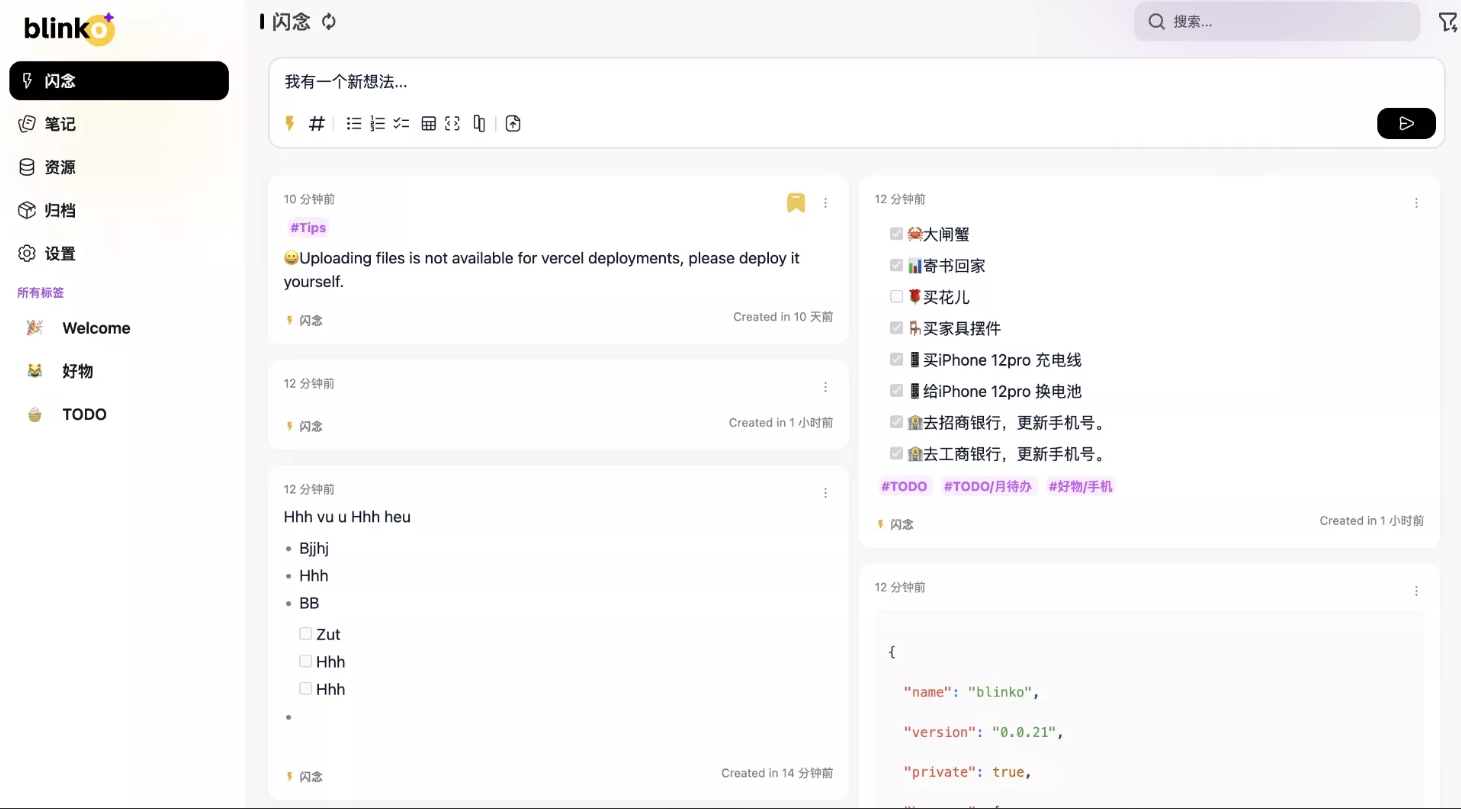 blinko
闪念
笔记
资源
归档
设置
所有标签
🎉 Welcome
😹 好物
🧁 TODO
闪念
搜索...
我有一个新想法...
10 分钟前
#Tips
😀Uploading files is not available for vercel deployments, please deploy it
yourself.
闪念
Created in 10 天前
12 分钟前
闪念
Created in 1 小时前
12 分钟前
Hhh vu u Hhh heu
Bjjhj
Hhh
BB
Zut
Hhh
Hhh
闪念
Created in 14 分钟前
12 分钟前
🦀大闸蟹
📊寄书回家
🌹买花儿
🪑买家具摆件
📱买iPhone 12pro 充电线
📱给iPhone 12pro 换电池
🏦去招商银行，更新手机号。
🏦去工商银行，更新手机号。
#TODO #TODO/月待办 #好物/手机
闪念
Created in 1 小时前
12 分钟前
{
"name": "blinko",
"version": "0.0.21",
"private": true,